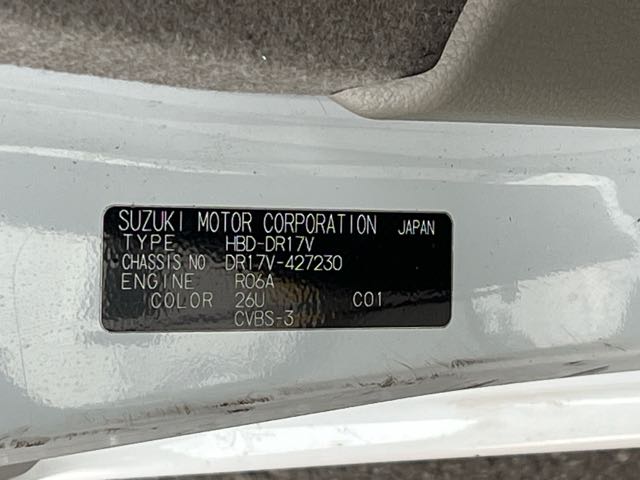 SUZUKI MOTOR CORPORATION JAPAN
TYPE HBD-DR17V
CHASSIS NO DR17V-427230
ENGINE R06A
COLOR 26U C01
CVBS-3